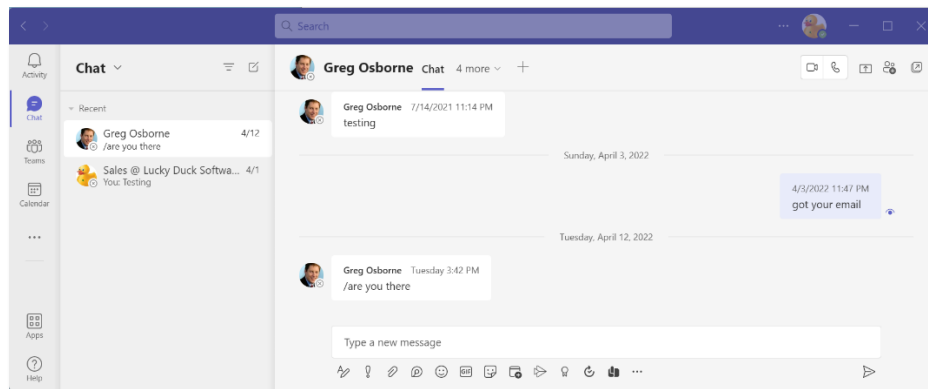 Search
Activity
Chat
Teams
Calendar
Apps
Help
Chat
Recent
Greg Osborne 4/12
/are you there
Sales @ Lucky Duck Softwa... 4/1
You: Testing
Greg Osborne Chat 4 more
Greg Osborne 7/14/2021 11:14 PM
testing
Sunday, April 3, 2022
4/3/2022 11:47 PM
got your email
Tuesday, April 12, 2022
Greg Osborne Tuesday 3:42 PM
/are you there
Type a new message
GIF